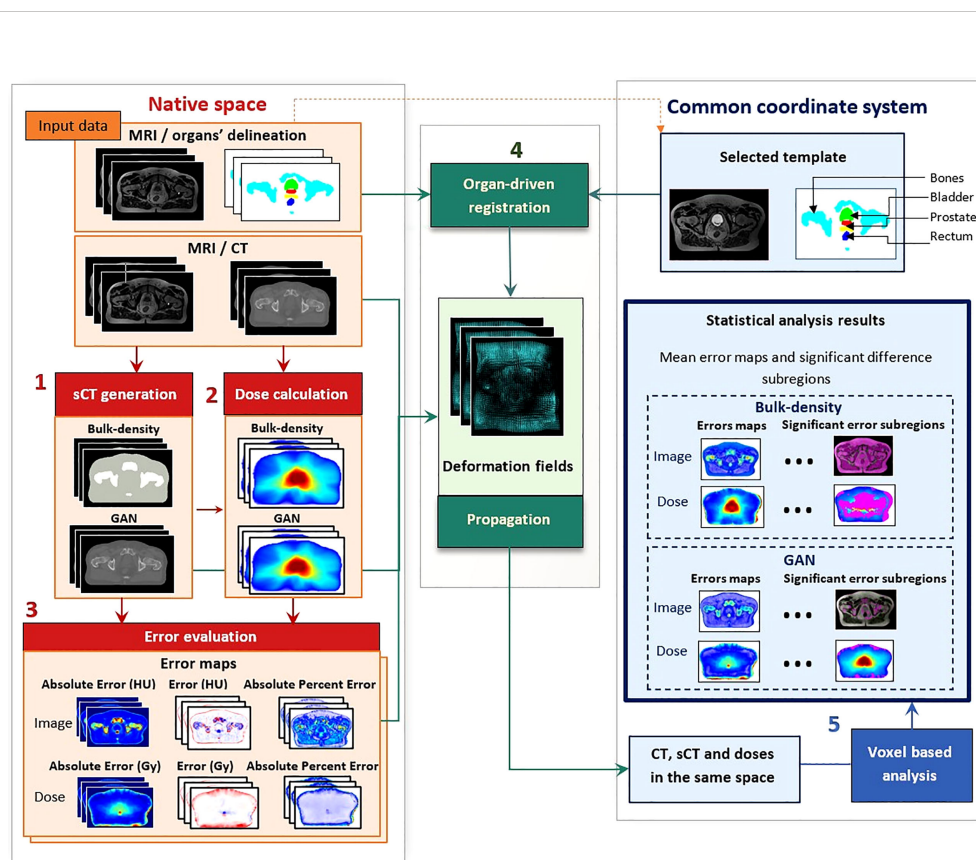 Native space
Input data
MRI / organs' delineation
MRI / CT
1
sCT generation
2
Dose calculation
Bulk-density
GAN
Bulk-density
GAN
3
Error evaluation
Error maps
Absolute Error (HU)
Error (HU)
Absolute Percent Error
Image
Absolute Error (Gy)
Error (Gy)
Absolute Percent Error
Dose
4
Organ-driven
registration
Deformation fields
Propagation
Common coordinate system
Selected template
Bones
Bladder
Prostate
Rectum
Statistical analysis results
Mean error maps and significant difference
subregions
Bulk-density
Errors maps
Significant error subregions
Image
...
Dose
...
GAN
Errors maps
Significant error subregions
Image
...
Dose
...
5
CT, sCT and doses
in the same space
Voxel based
analysis